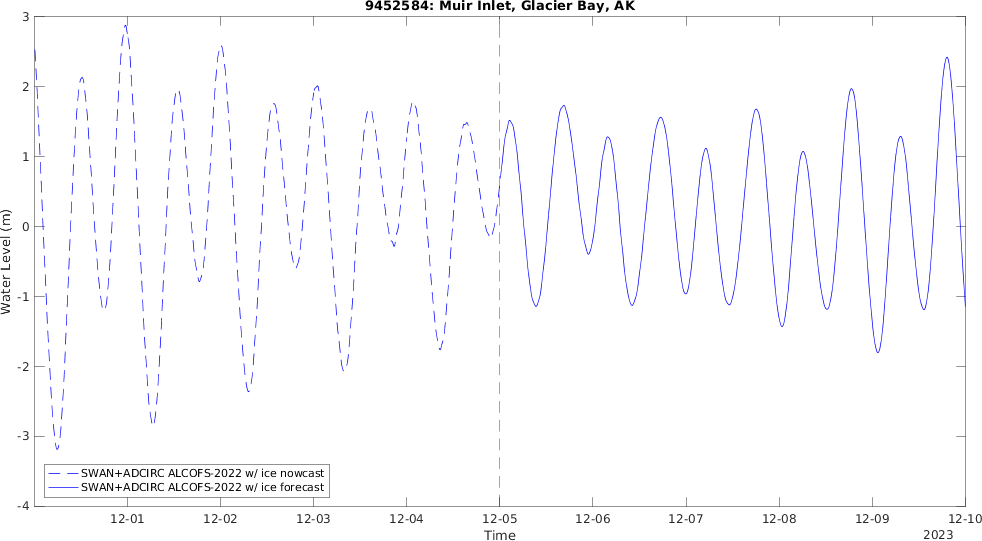 9452584: Muir Inlet, Glacier Bay, AK
Water Level (m)
3
2
1
0
-1
-2
-3
-4
SWAN+ADCIRC ALCOFS-2022 w/ ice nowcast
SWAN+ADCIRC ALCOFS-2022 w/ ice forecast
12-01 12-02 12-03 12-04 12-05 12-06 12-07 12-08 12-09 12-10
Time
2023